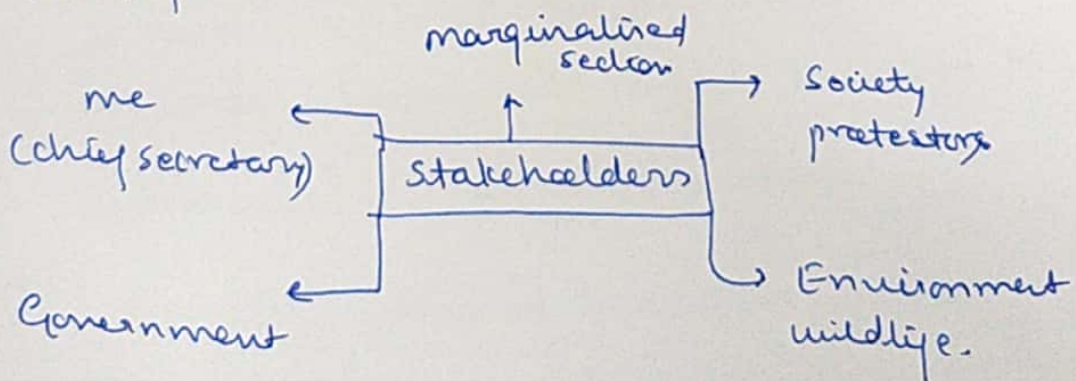 marginalised
section
me
(chief secretary)
Society
protestors
stakeholders
Government
Environment
wildlife.